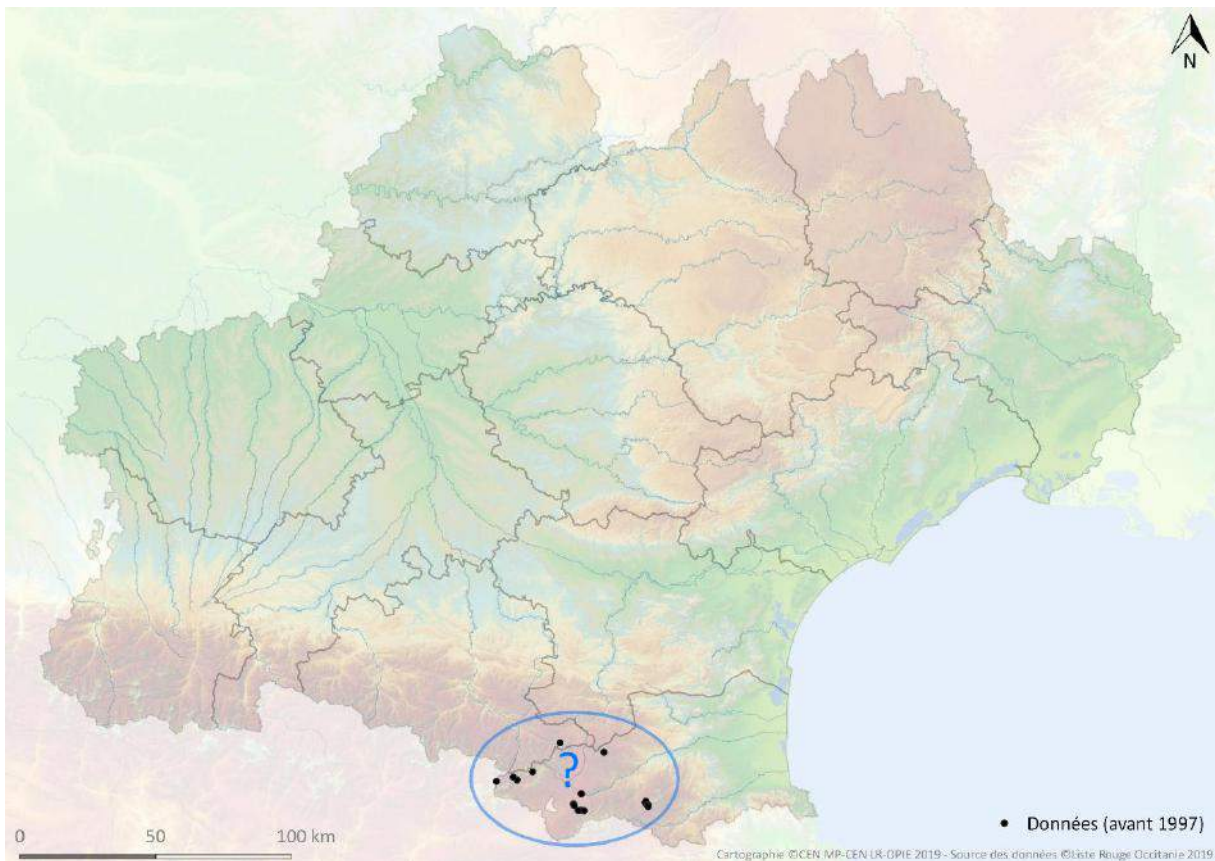 N
?
0 50 100 km
• Données (avant 1997)
Cartographie ©CEN MP-CEN LR-OPIE 2019 - Source des données ©Liste Rouge Occitanie 2019